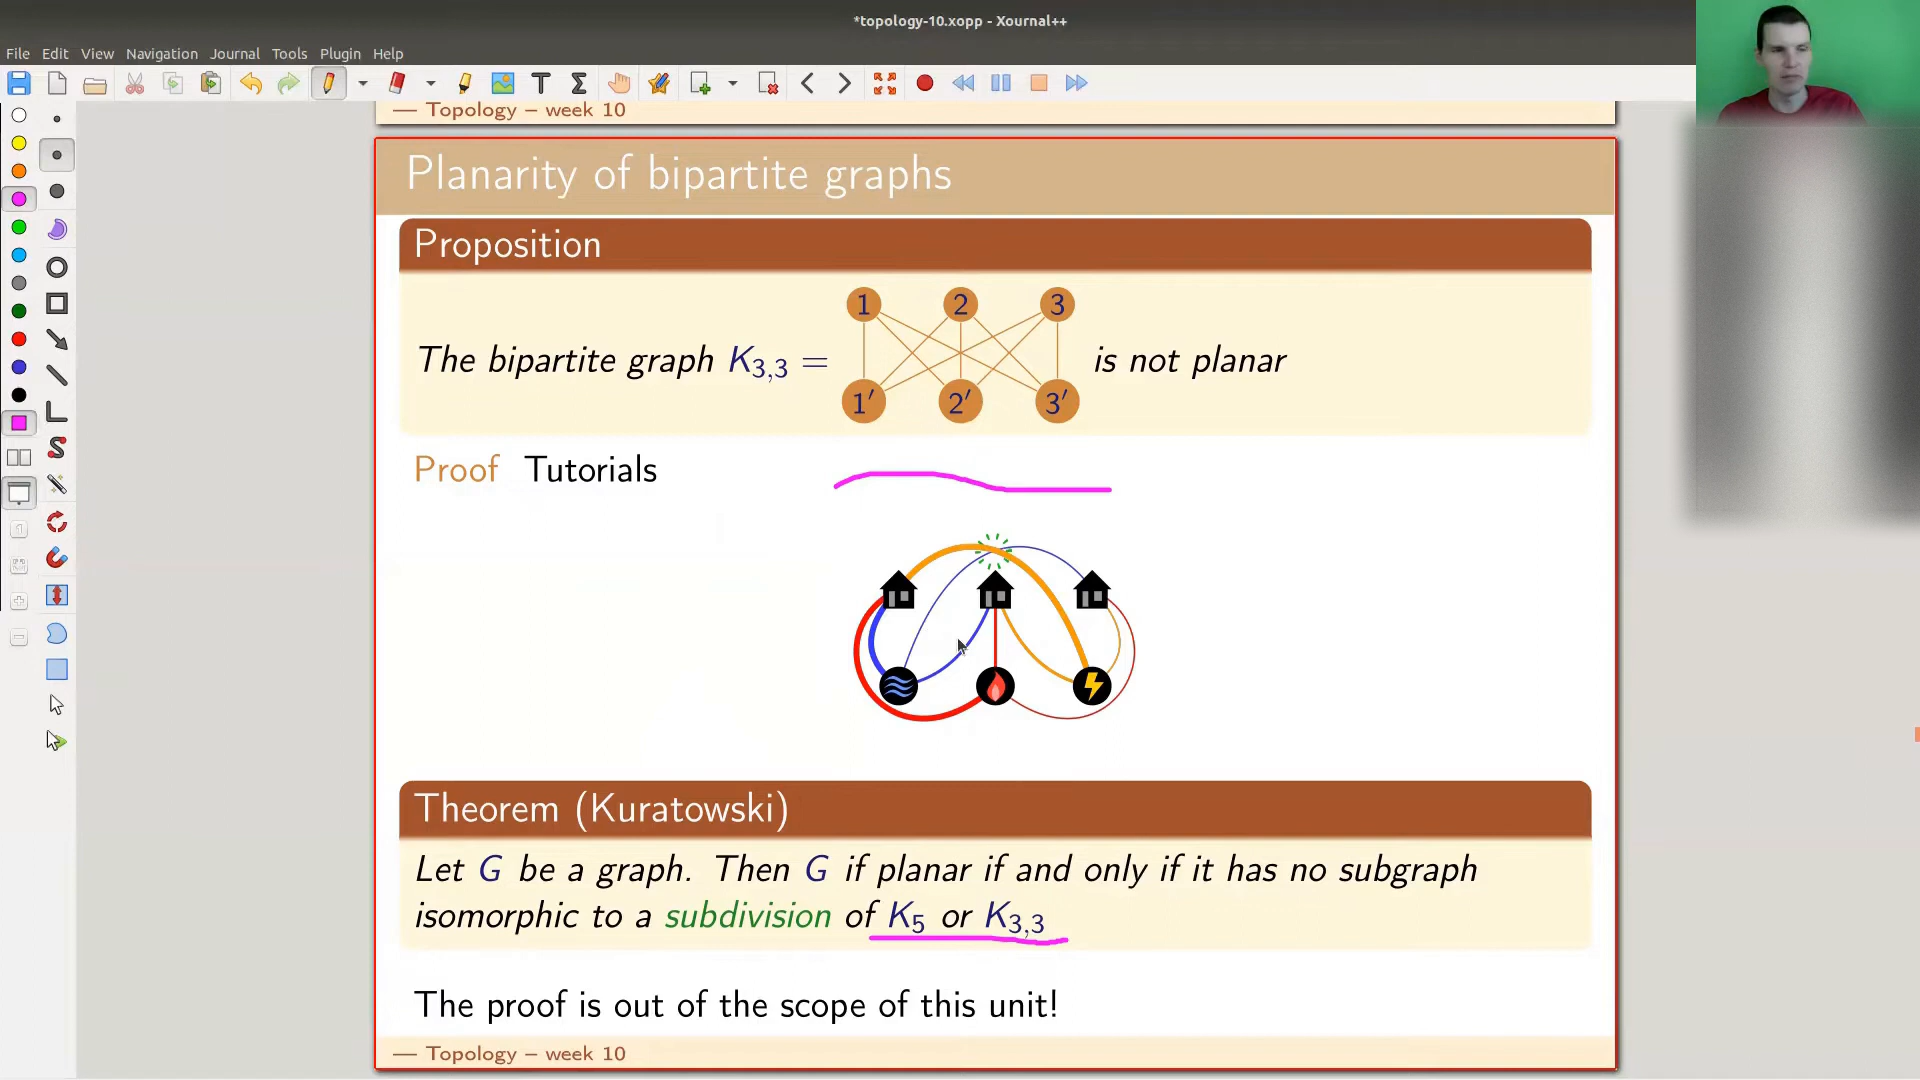 *topology-10.xopp - Xournal++
File Edit View Navigation Journal Tools Plugin Help
— Topology – week 10
Planarity of bipartite graphs
Proposition
1 2 3
The bipartite graph K3,3 = is not planar
1′ 2′ 3′
Proof Tutorials
Theorem (Kuratowski)
Let G be a graph. Then G if planar if and only if it has no subgraph
isomorphic to a subdivision of K5 or K3,3
The proof is out of the scope of this unit!
— Topology – week 10